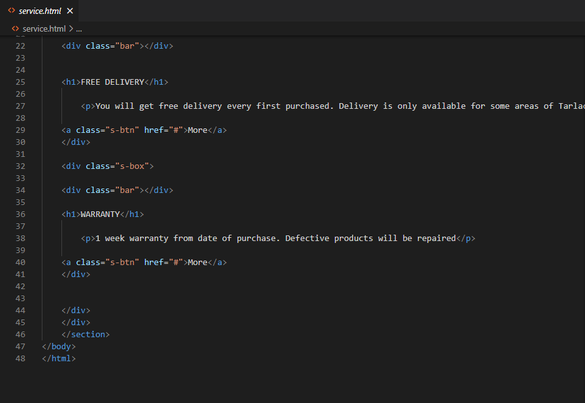 service.html
service.html > ...
22 <div class="bar"></div>
23
24
25 <h1>FREE DELIVERY</h1>
26
27 <p>You will get free delivery every first purchased. Delivery is only available for some areas of Tarlac
28
29 <a class="s-btn" href="#">More</a>
30 </div>
31
32 <div class="s-box">
33
34 <div class="bar"></div>
35
36 <h1>WARRANTY</h1>
37
38 <p>1 week warranty from date of purchase. Defective products will be repaired</p>
39
40 <a class="s-btn" href="#">More</a>
41 </div>
42
43
44 </div>
45 </div>
46 </section>
47 </body>
48 </html>